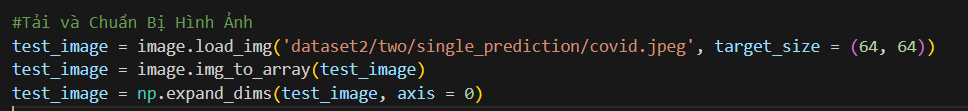 #Tải và Chuẩn Bị Hình Ảnh
test_image = image.load_img('dataset2/two/single_prediction/covid.jpeg', target_size = (64, 64))
test_image = image.img_to_array(test_image)
test_image = np.expand_dims(test_image, axis = 0)